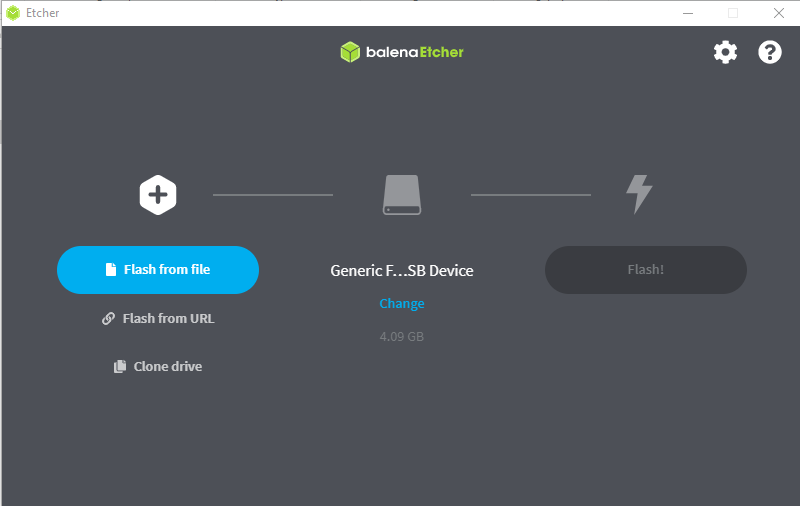 Etcher
balenaEtcher
Flash from file
Generic F...SB Device
Flash!
Change
Flash from URL
4.09 GB
Clone drive